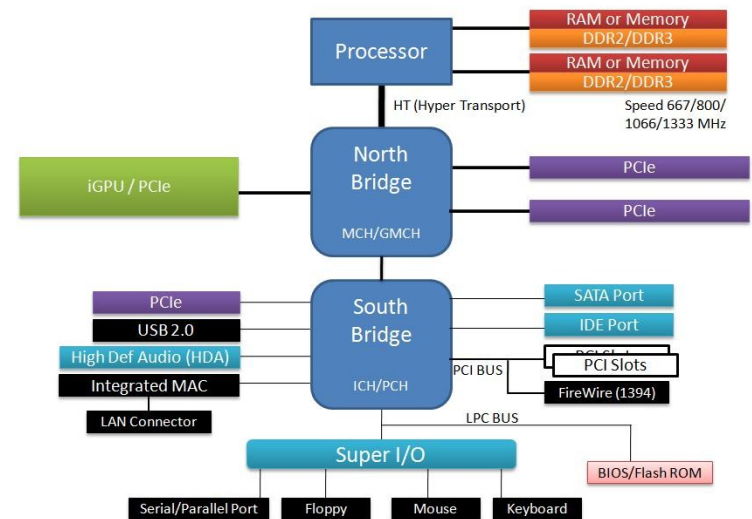 Processor
RAM or Memory
DDR2/DDR3
RAM or Memory
DDR2/DDR3
HT (Hyper Transport)
Speed 667/800/
1066/1333 MHz
North
Bridge
MCH/GMCH
iGPU / PCIe
PCIe
PCIe
South
Bridge
ICH/PCH
PCIe
USB 2.0
High Def Audio (HDA)
Integrated MAC
LAN Connector
SATA Port
IDE Port
PCI BUS
PCI Slots
FireWire (1394)
LPC BUS
Super I/O
BIOS/Flash ROM
Serial/Parallel Port
Floppy
Mouse
Keyboard